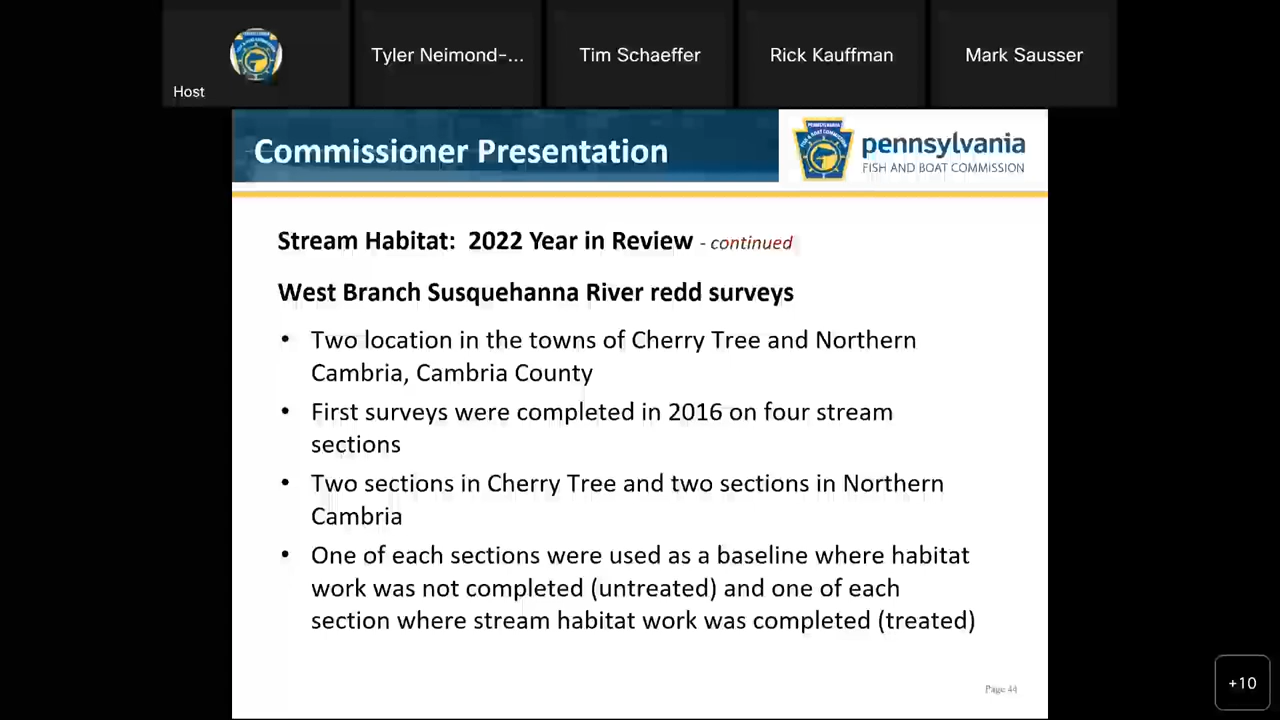 Host
Tyler Neimond-...
Tim Schaeffer
Rick Kauffman
Mark Sausser
Commissioner Presentation
pennsylvania
FISH AND BOAT COMMISSION
Stream Habitat: 2022 Year in Review - continued
West Branch Susquehanna River redd surveys
• Two location in the towns of Cherry Tree and Northern
Cambria, Cambria County
• First surveys were completed in 2016 on four stream
sections
• Two sections in Cherry Tree and two sections in Northern
Cambria
• One of each sections were used as a baseline where habitat
work was not completed (untreated) and one of each
section where stream habitat work was completed (treated)
Page 44
+10